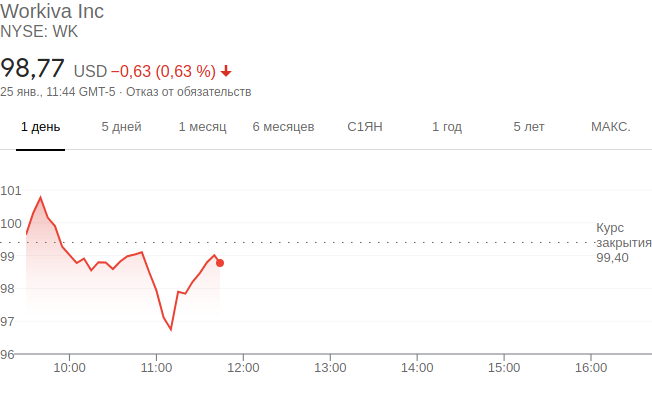 Workiva Inc
NYSE: WK
98,77 USD −0,63 (0,63 %)
25 янв., 11:44 GMT-5 · Отказ от обязательств
1 день 5 дней 1 месяц 6 месяцев С1ЯН 1 год 5 лет МАКС.
101
100
Курс
закрытия
99,40
99
98
97
96
10:00 11:00 12:00 13:00 14:00 15:00 16:00